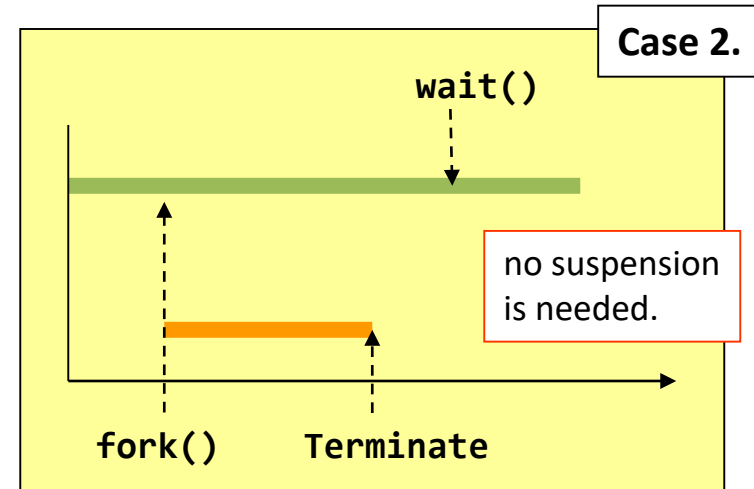 Case 2.
wait()
no suspension
is needed.
fork() Terminate